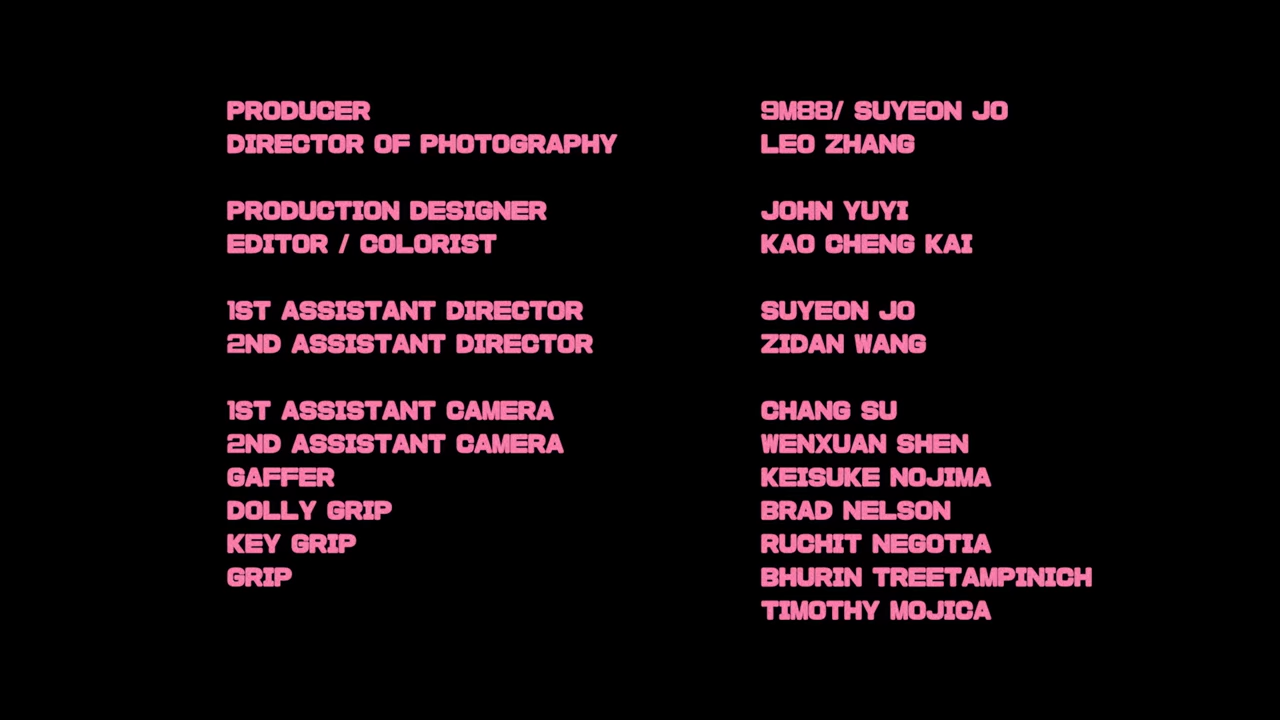 PRODUCER 9M88/ SUYEON JO
DIRECTOR OF PHOTOGRAPHY LEO ZHANG
PRODUCTION DESIGNER JOHN YUYI
EDITOR / COLORIST KAO CHENG KAI
1ST ASSISTANT DIRECTOR SUYEON JO
2ND ASSISTANT DIRECTOR ZIDAN WANG
1ST ASSISTANT CAMERA CHANG SU
2ND ASSISTANT CAMERA WENXUAN SHEN
GAFFER KEISUKE NOJIMA
DOLLY GRIP BRAD NELSON
KEY GRIP RUCHIT NEGOTIA
GRIP BHURIN TREETAMPINICH
TIMOTHY MOJICA